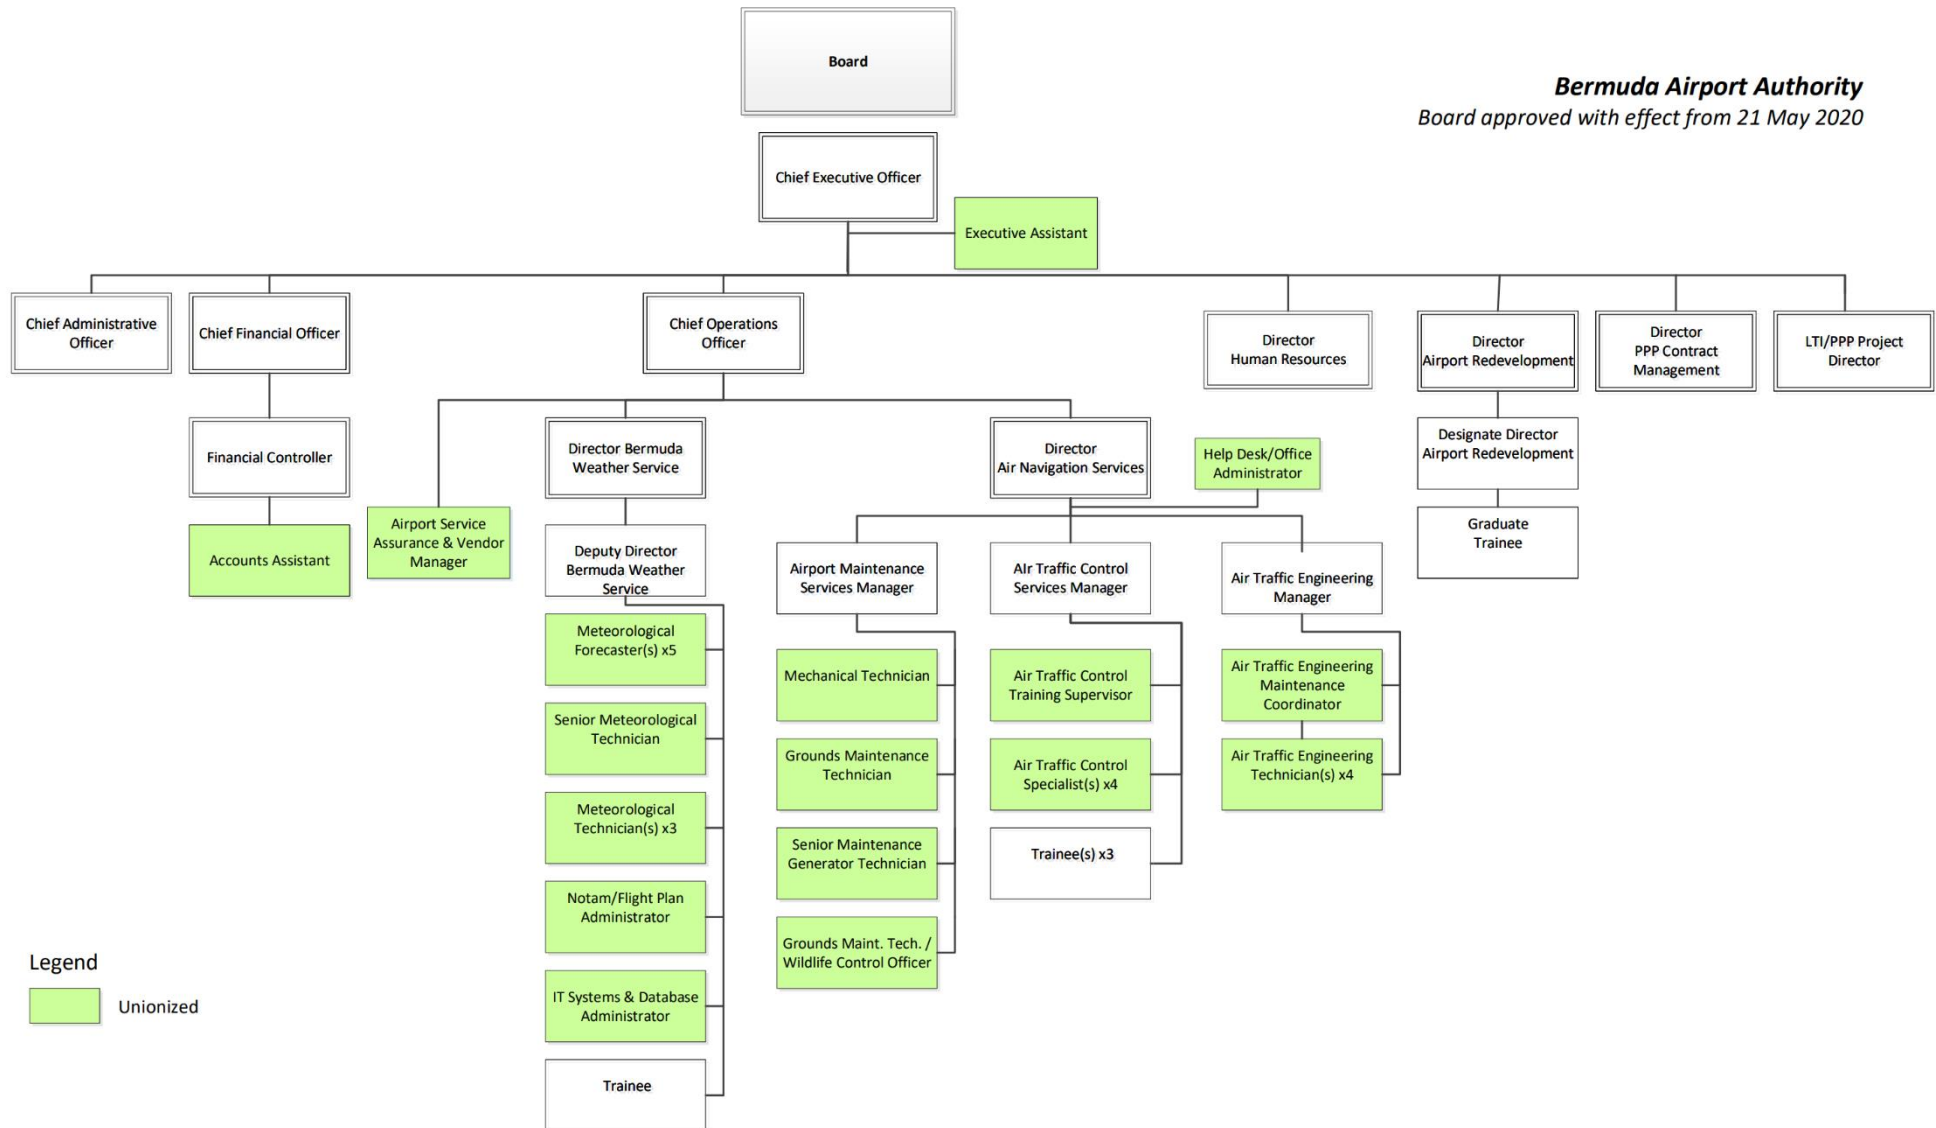 Board
Bermuda Airport Authority
Board approved with effect from 21 May 2020
Chief Executive Officer
Executive Assistant
Chief Administrative
Officer
Chief Financial Officer
Chief Operations
Officer
Director
Human Resources
Director
Airport Redevelopment
Director
PPP Contract
Management
LTI/PPP Project
Director
Financial Controller
Director Bermuda
Weather Service
Director
Air Navigation Services
Help Desk/Office
Administrator
Designate Director
Airport Redevelopment
Accounts Assistant
Airport Service
Assurance & Vendor
Manager
Deputy Director
Bermuda Weather
Service
Airport Maintenance
Services Manager
AIr Traffic Control
Services Manager
Air Traffic Engineering
Manager
Graduate
Trainee
Meteorological
Forecaster(s) x5
Senior Meteorological
Technician
Meteorological
Technician(s) x3
Notam/Flight Plan
Administrator
IT Systems & Database
Administrator
Trainee
Mechanical Technician
Grounds Maintenance
Technician
Senior Maintenance
Generator Technician
Grounds Maint. Tech. /
Wildlife Control Officer
Air Traffic Control
Training Supervisor
Air Traffic Control
Specialist(s) x4
Trainee(s) x3
Air Traffic Engineering
Maintenance
Coordinator
Air Traffic Engineering
Technician(s) x4
Legend
Unionized